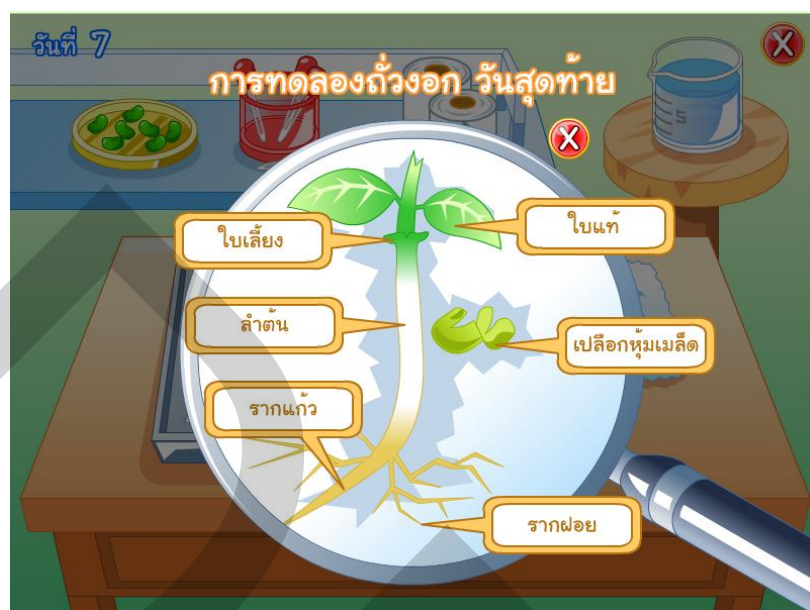 วันที่ 7
การทดลองถั่วงอก วันสุดท้าย
5
ใบเลี้ยง
ใบแท้
ลำต้น
เปลือกหุ้มเมล็ด
รากแก้ว
รากฝอย